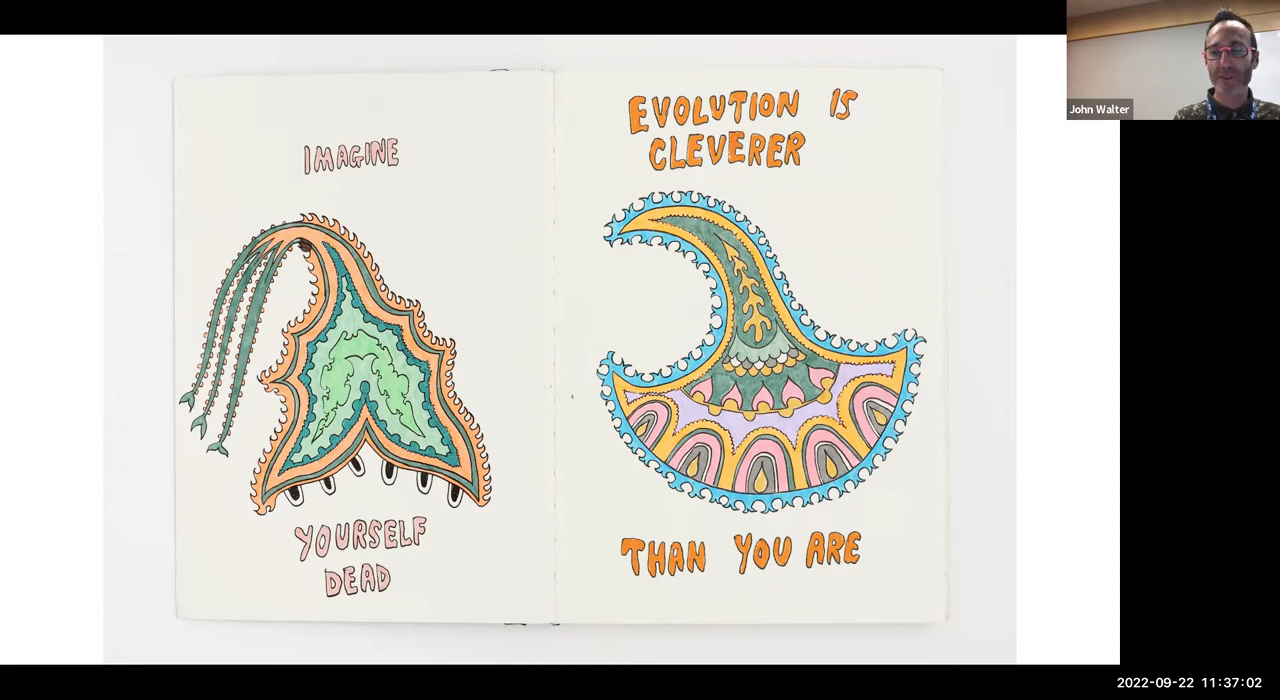 IMAGINE
YOURSELF
DEAD
EVOLUTION IS
CLEVERER
THAN YOU ARE
John Walter
2022-09-22 11:37:02